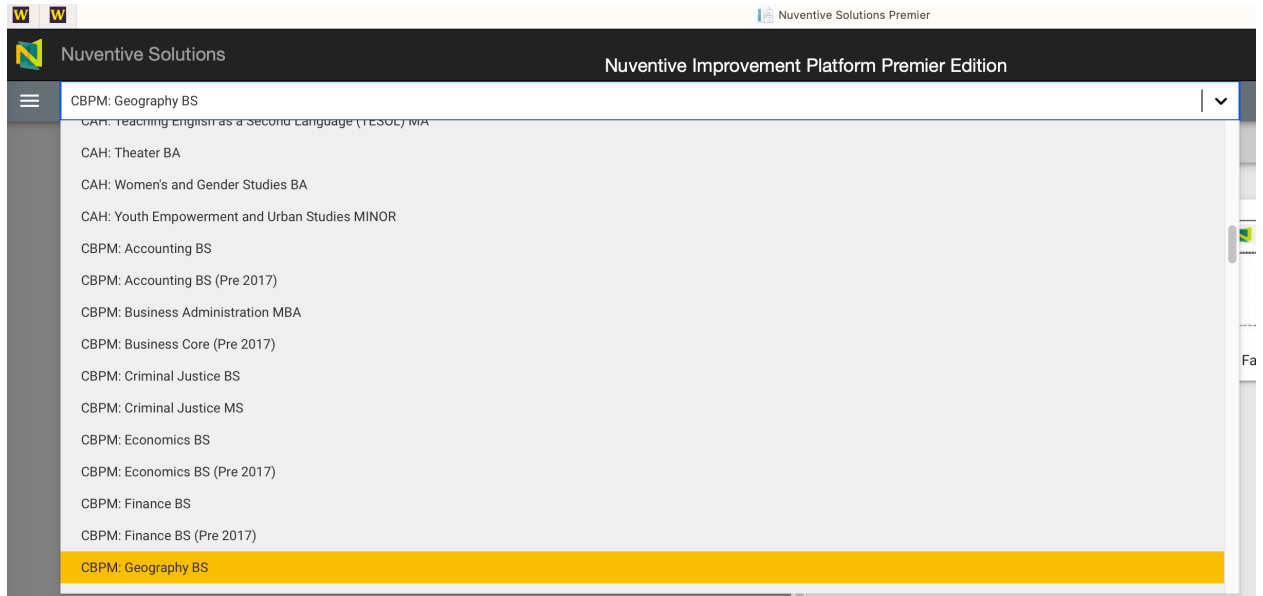 W W Nuventive Solutions Premier
Nuventive Solutions
Nuventive Improvement Platform Premier Edition
CBPM: Geography BS
CAH: Teaching English as a Second Language (TESOL) MA
CAH: Theater BA
CAH: Women's and Gender Studies BA
CAH: Youth Empowerment and Urban Studies MINOR
CBPM: Accounting BS
CBPM: Accounting BS (Pre 2017)
CBPM: Business Administration MBA
CBPM: Business Core (Pre 2017)
Fa
CBPM: Criminal Justice BS
CBPM: Criminal Justice MS
CBPM: Economics BS
CBPM: Economics BS (Pre 2017)
CBPM: Finance BS
CBPM: Finance BS (Pre 2017)
CBPM: Geography BS